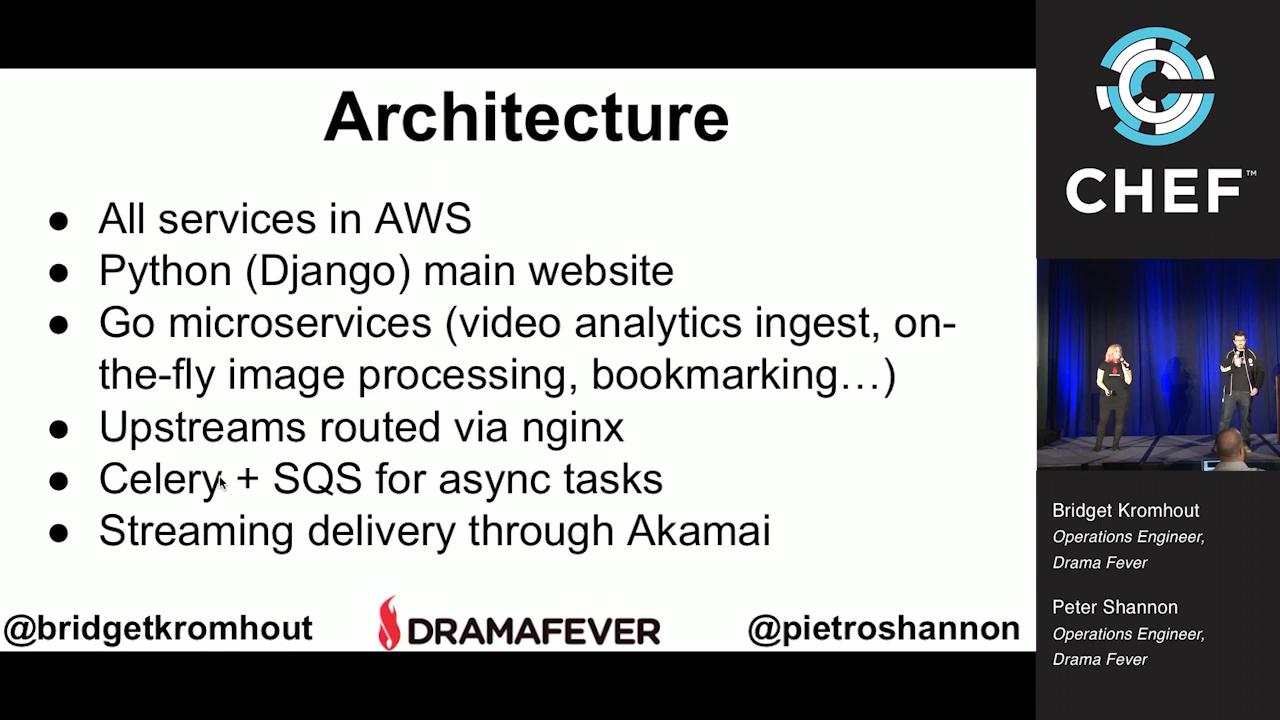 Architecture
● All services in AWS
● Python (Django) main website
● Go microservices (video analytics ingest, on-
the-fly image processing, bookmarking…)
● Upstreams routed via nginx
● Celery + SQS for async tasks
● Streaming delivery through Akamai
@bridgetkromhout
DRAMAFEVER
@pietroshannon
CHEF™
Bridget Kromhout
Operations Engineer,
Drama Fever
Peter Shannon
Operations Engineer,
Drama Fever